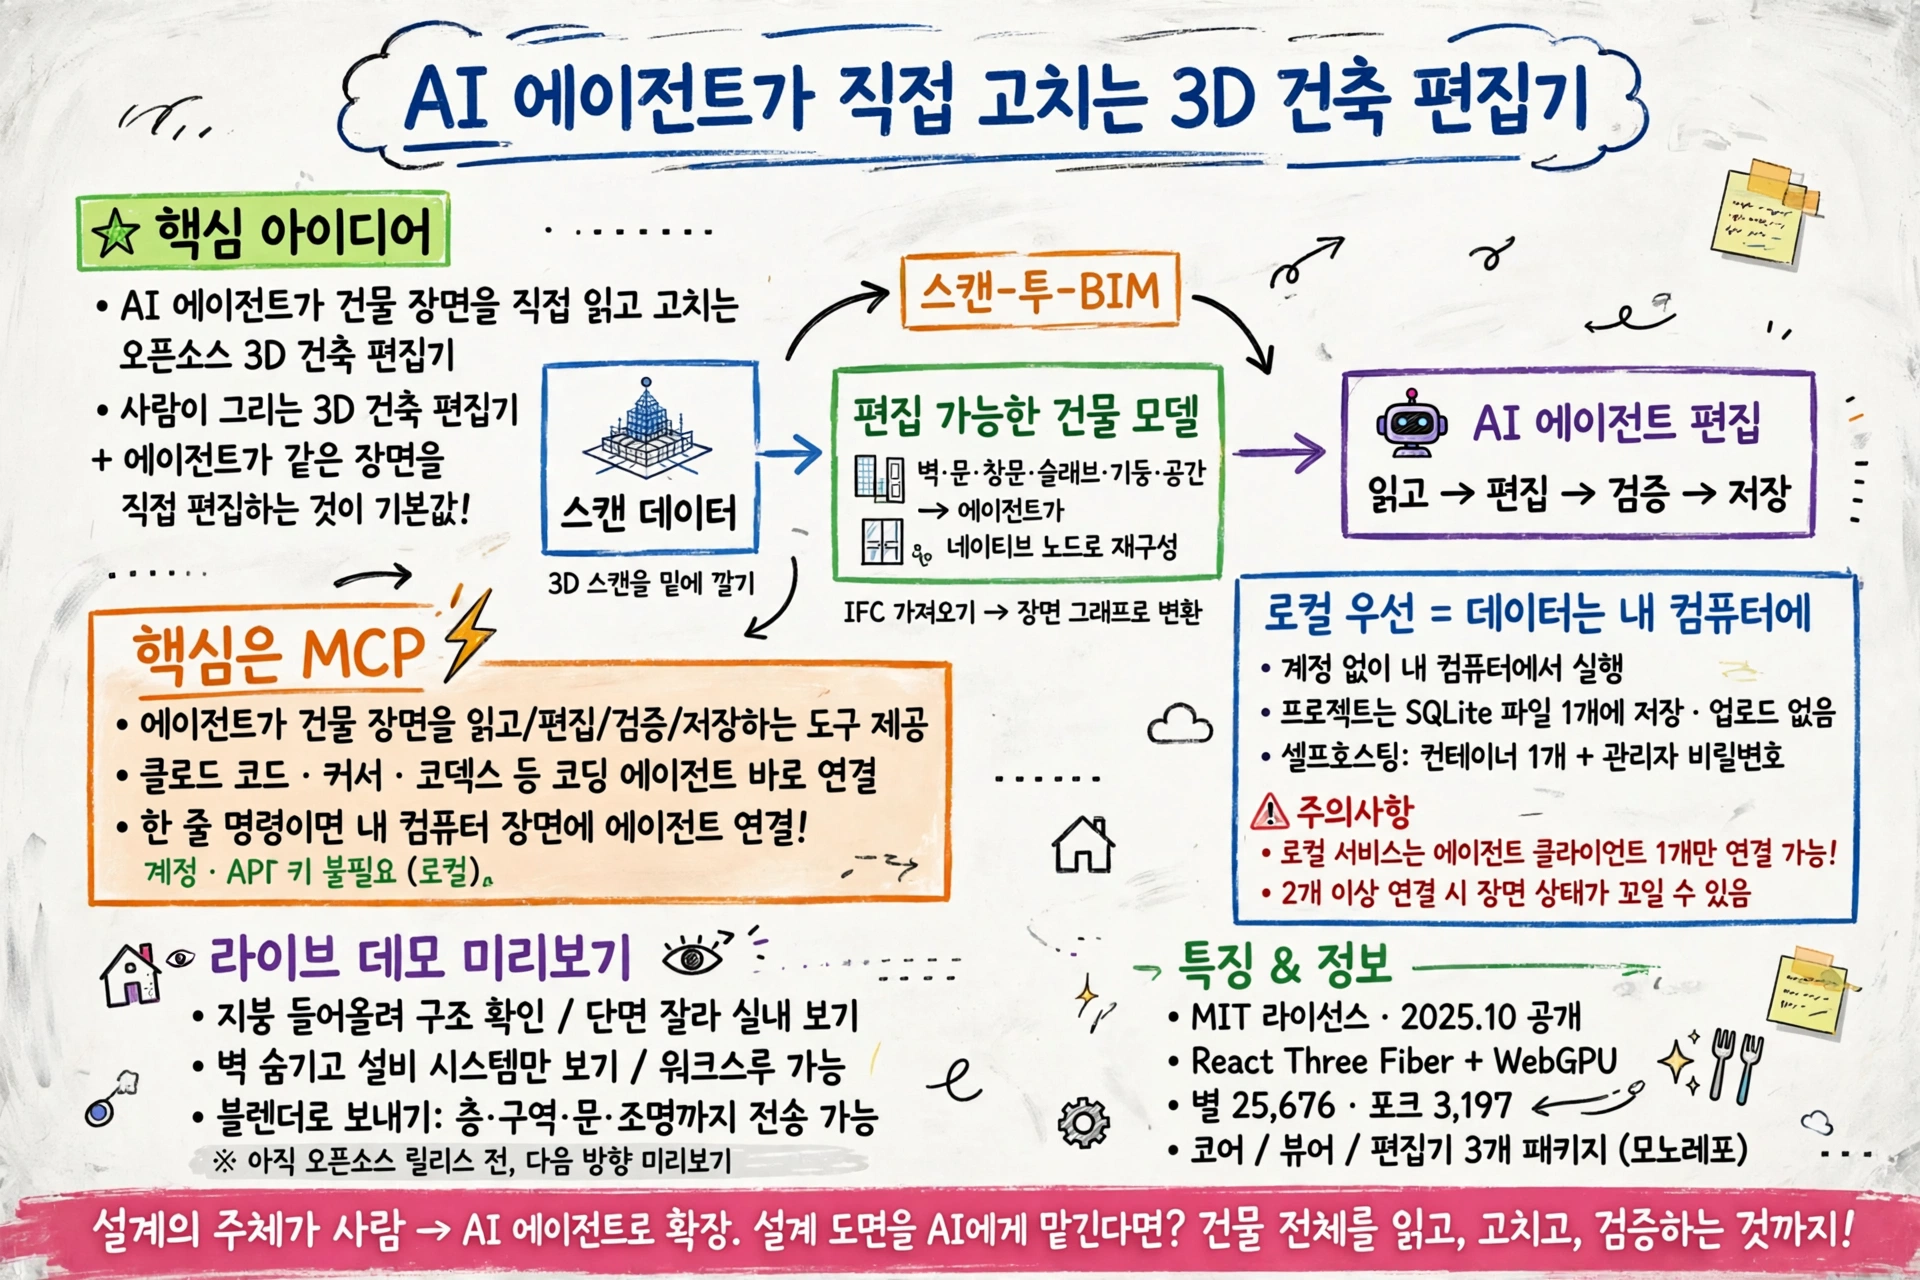 AI 에이전트가 직접 고치는 3D 건축 편집기
핵심 아이디어
• AI 에이전트가 건물 장면을 직접 읽고 고치는
오픈소스 3D 건축 편집기
• 사람이 그리는 3D 건축 편집기
+ 에이전트가 같은 장면을
직접 편집하는 것이 기본값!
스캔 데이터
3D 스캔을 밑에 깔기
스캔-투-BIM
편집 가능한 건물 모델
벽·문·창문·슬래브·기둥·공간
→ 에이전트가
네이티브 노드로 재구성
IFC 가져오기 → 장면 그래프로 변환
AI 에이전트 편집
읽고 → 편집 → 검증 → 저장
핵심은 MCP
• 에이전트가 건물 장면을 읽고/편집/검증/저장하는 도구 제공
• 클로드 코드 · 커서 · 코덱스 등 코딩 에이전트 바로 연결
• 한 줄 명령이면 내 컴퓨터 장면에 에이전트 연결!
계정 · API 키 불필요 (로컬)
로컬 우선 = 데이터는 내 컴퓨터에
• 계정 없이 내 컴퓨터에서 실행
• 프로젝트는 SQLite 파일 1개에 저장 · 업로드 없음
• 셀프호스팅: 컨테이너 1개 + 관리자 비릴변호
주의사항
• 로컬 서비스는 에이전트 클라이언트 1개만 연결 가능!
• 2개 이상 연결 시 장면 상태가 꼬일 수 있음
라이브 데모 미리보기
• 지붕 들어올려 구조 확인 / 단면 잘라 실내 보기
• 벽 숨기고 설비 시스템만 보기 / 워크스루 가능
• 블렌더로 보내기: 층·구역·문·조명까지 전송 가능
※ 아직 오픈소스 릴리스 전, 다음 방향 미리보기
특징 & 정보
• MIT 라이선스 · 2025.10 공개
• React Three Fiber + WebGPU
• 별 25,676 · 포크 3,197
• 코어 / 뷰어 / 편집기 3개 패키지 (모노레포)
설계의 주체가 사람 → AI 에이전트로 확장. 설계 도면을 AI에게 맡긴다면? 건물 전체를 읽고, 고치고, 검증하는 것까지!